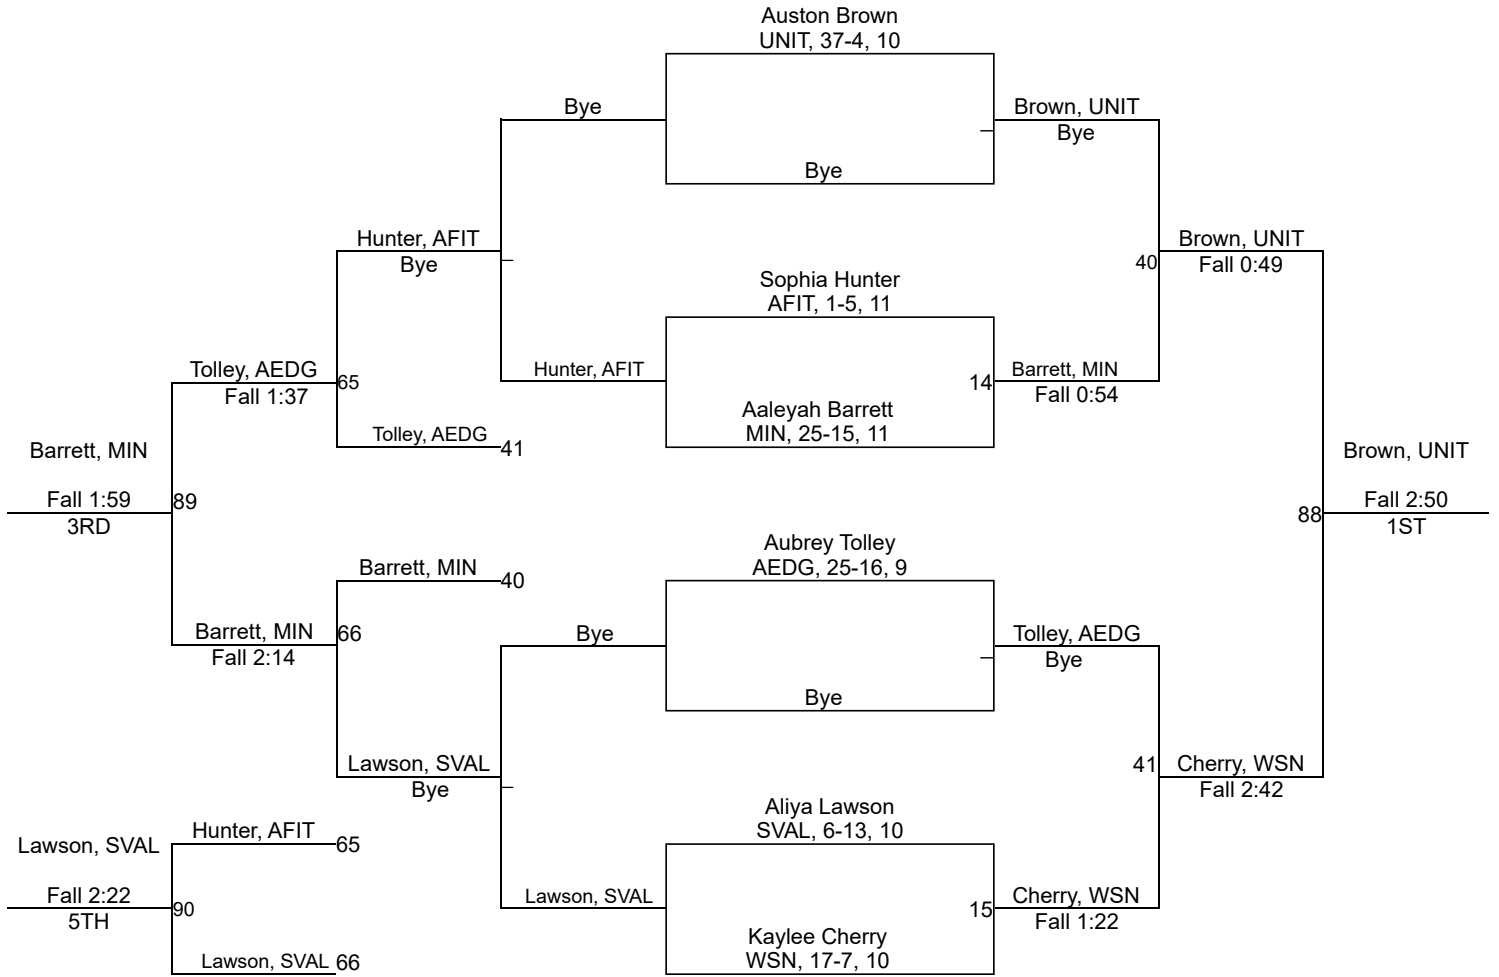 Auston Brown
UNIT, 37-4, 10
Bye
Brown, UNIT
Bye
Bye
Hunter, AFIT
Bye
Brown, UNIT
40
Fall 0:49
Sophia Hunter
AFIT, 1-5, 11
Tolley, AEDG
65
Fall 1:37
Hunter, AFIT
14
Barrett, MIN
Fall 0:54
Aaleyah Barrett
MIN, 25-15, 11
Tolley, AEDG
41
Barrett, MIN
Fall 1:59
89
3RD
Brown, UNIT
Fall 2:50
88
1ST
Aubrey Tolley
AEDG, 25-16, 9
Barrett, MIN
40
Barrett, MIN
66
Fall 2:14
Bye
Tolley, AEDG
Bye
Bye
Lawson, SVAL
Bye
41
Cherry, WSN
Fall 2:42
Aliya Lawson
SVAL, 6-13, 10
Hunter, AFIT
65
Lawson, SVAL
Fall 2:22
90
5TH
Lawson, SVAL
15
Cherry, WSN
Fall 1:22
Kaylee Cherry
WSN, 17-7, 10
Lawson, SVAL
66